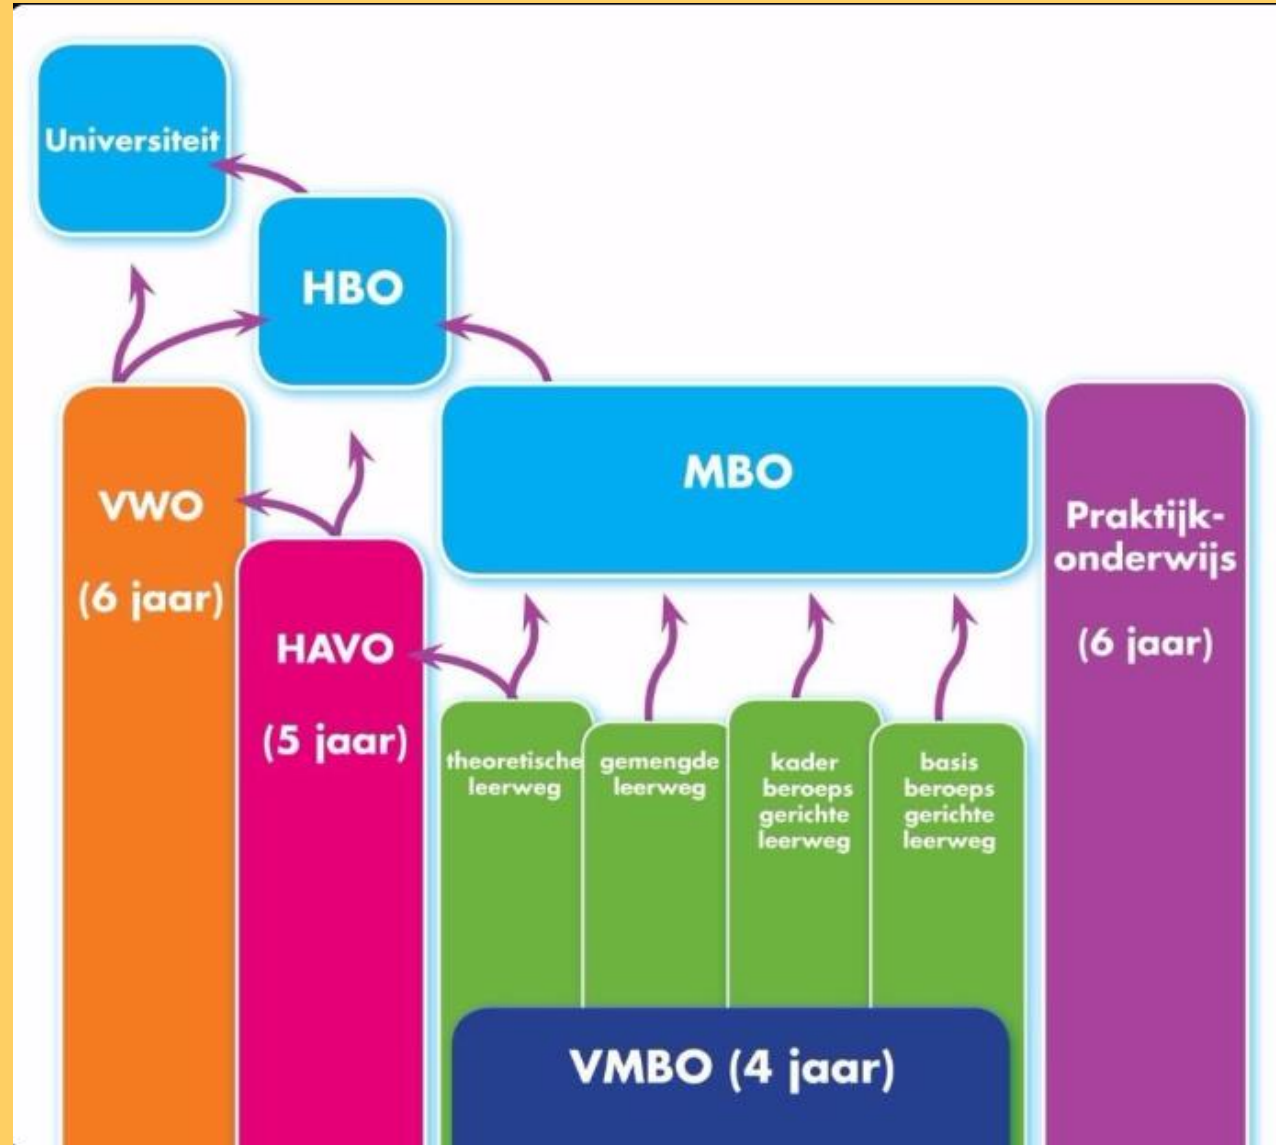 Universiteit
HBO
MBO
VWO
(6 jaar)
HAVO
(5 jaar)
theoretische
leerweg
gemengde
leerweg
kader
beroeps
gerichte
leerweg
basis
beroeps
gerichte
leerweg
Praktijk-
onderwijs
(6 jaar)
VMBO (4 jaar)